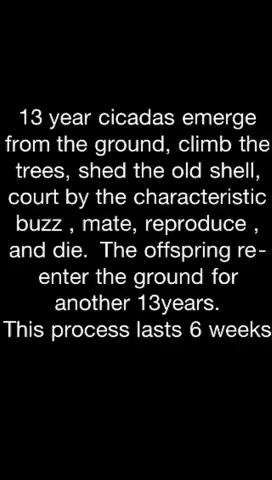 13 year cicadas emerge
from the ground, climb the
trees, shed the old shell,
court by the characteristic
buzz , mate, reproduce ,
and die.  The offspring re-
enter the ground for
another 13years.
This process lasts 6 weeks